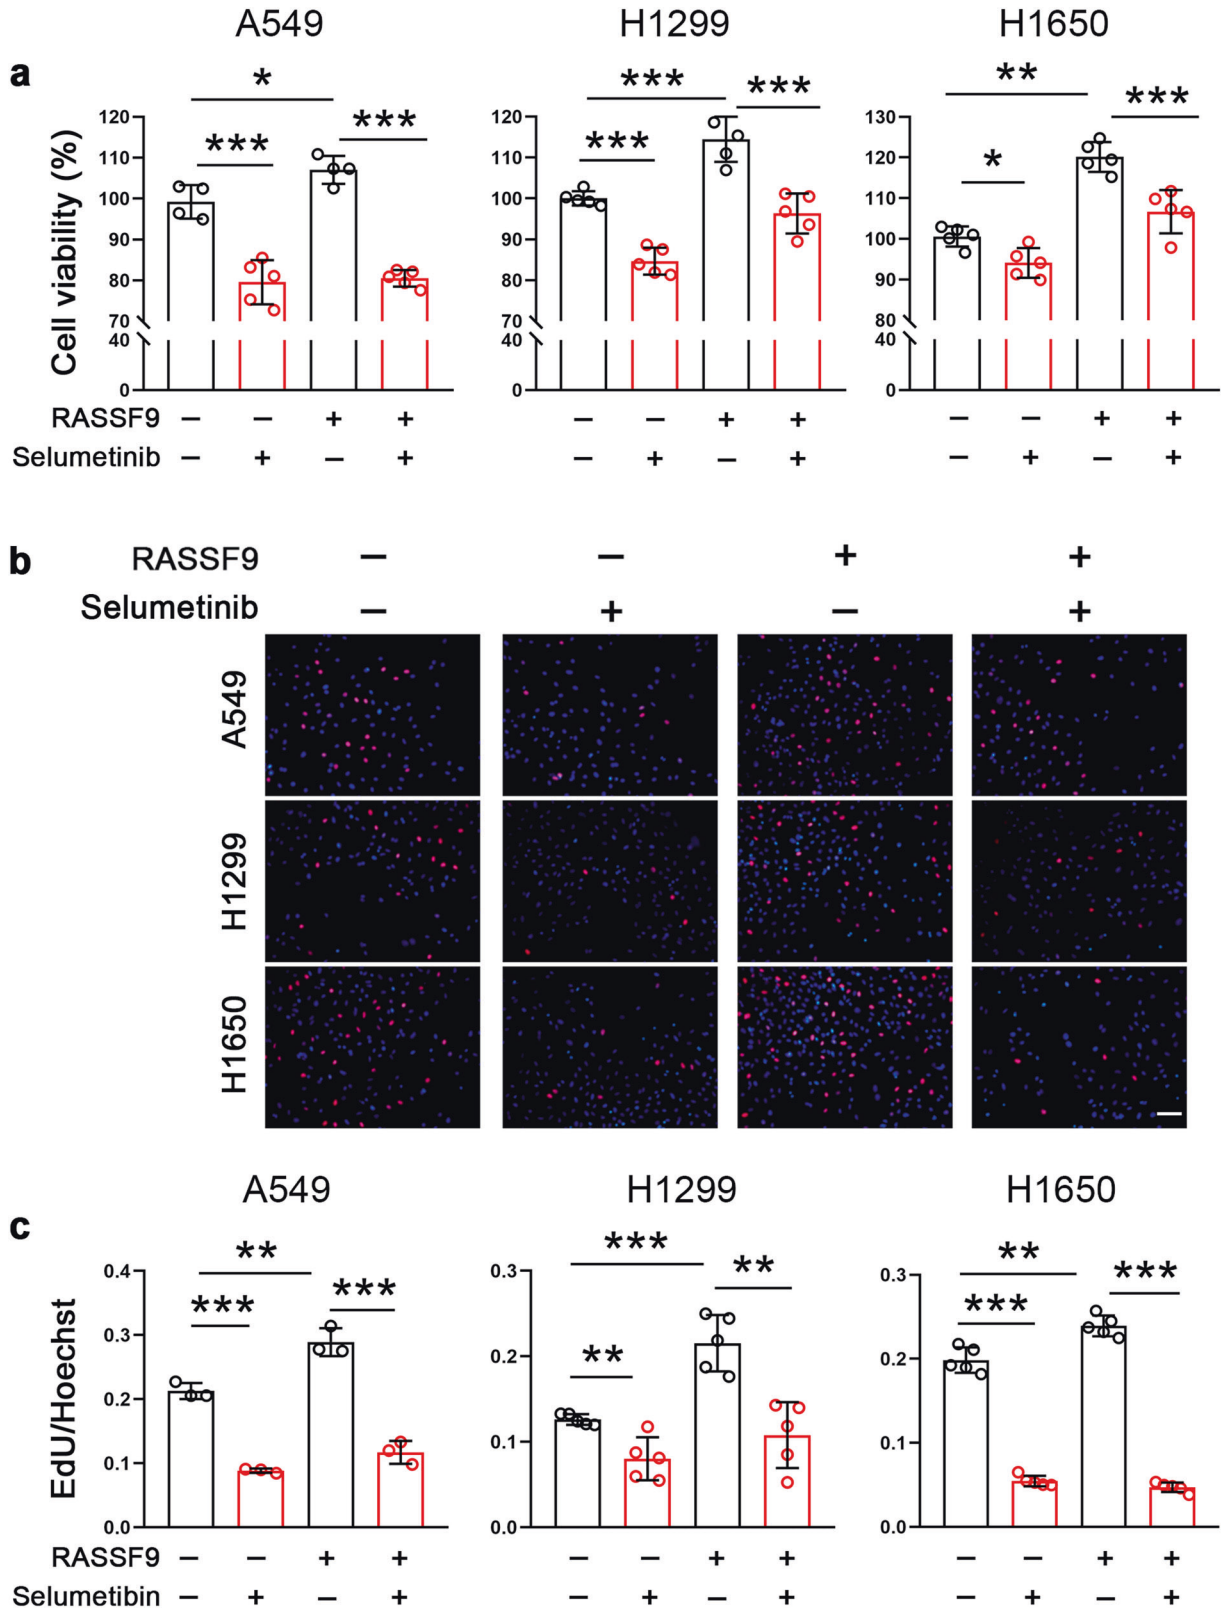 A549 H1299 H1650
a
* *** **
*** *** *** * ***
***
Cell viability (%)
120 110 100 90 80 70 40 0
120 110 100 90 80 70 40 0
130 120 110 100 90 80 40 0
RASSF9 – – + + – – + + – – + +
Selumetinib – + – + – + – + – + – +
b
RASSF9 – – + +
Selumetinib – + – +
A549
H1299
H1650
A549 H1299 H1650
c
** *** **
*** *** ** ** *** ***
EdU/Hoechst
0.4 0.3 0.2 0.1 0.0
0.3 0.2 0.1 0.0
0.3 0.2 0.1 0.0
RASSF9 – – + + – – + + – – + +
Selumetibin – + – + – + – + – + – +